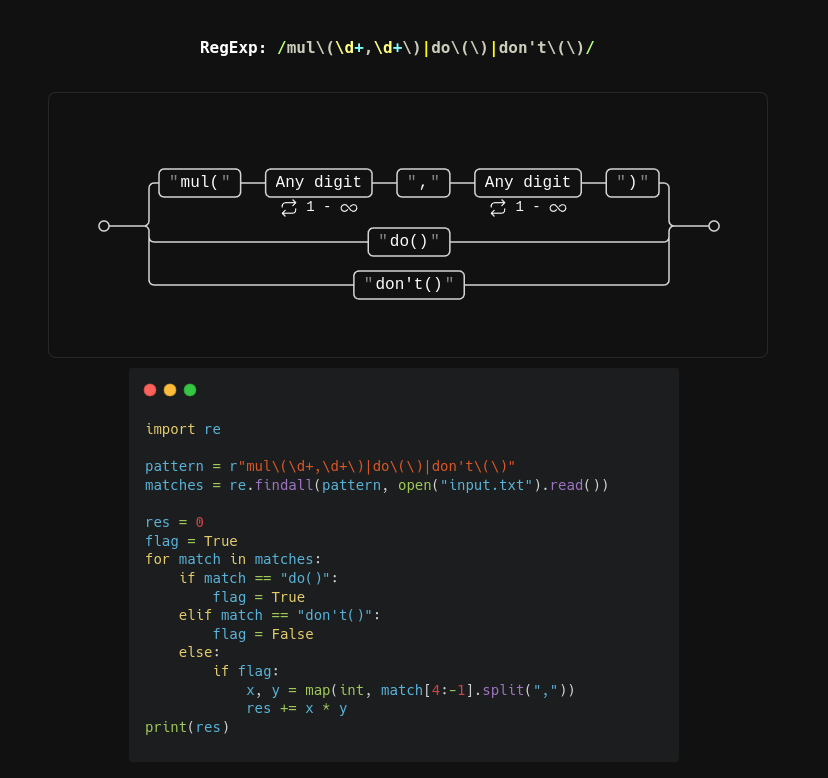 RegExp: /mul\(\d+,\d+\)|do\(\)|don't\(\)/
"mul(" Any digit "," Any digit ")"
1 - ∞ 1 - ∞
"do()"
"don't()"
import re
pattern = r"mul\(\d+,\d+\)|do\(\)|don't\(\)"
matches = re.findall(pattern, open("input.txt").read())
res = 0
flag = True
for match in matches:
    if match == "do()":
        flag = True
    elif match == "don't()":
        flag = False
    else:
        if flag:
            x, y = map(int, match[4:-1].split(","))
            res += x * y
print(res)